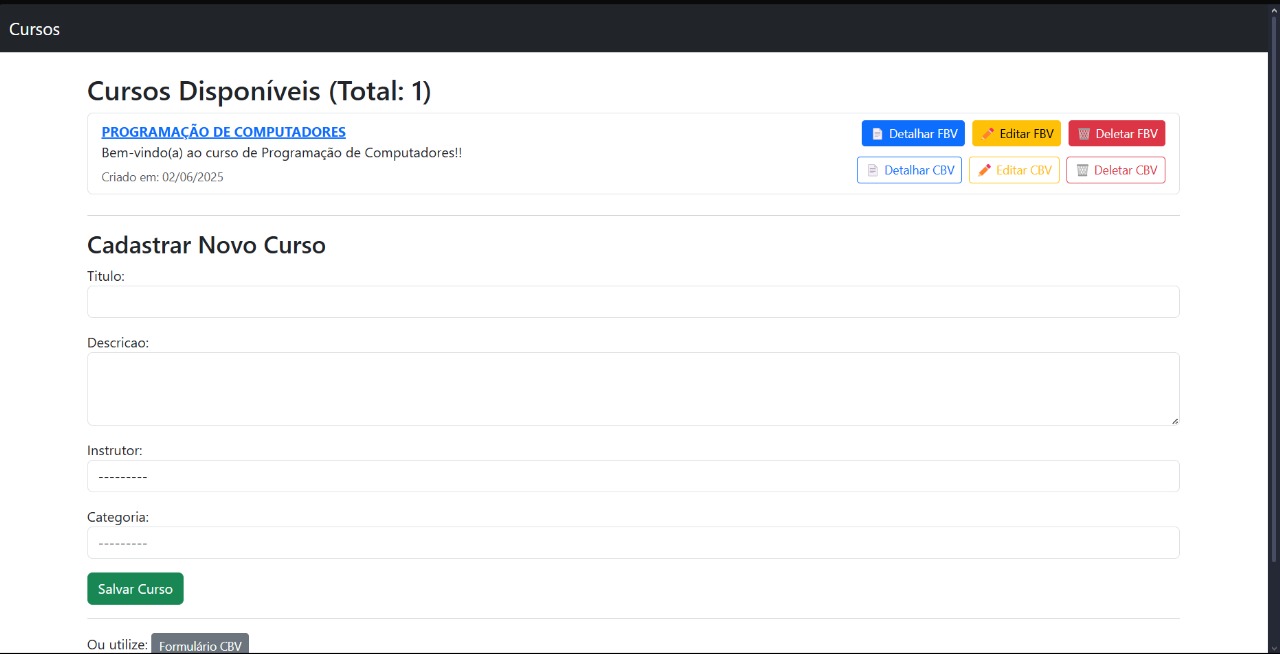 Cursos
Cursos Disponíveis (Total: 1)
PROGRAMAÇÃO DE COMPUTADORES
Bem-vindo(a) ao curso de Programação de Computadores!!
Criado em: 02/06/2025
Detalhar FBV Editar FBV Deletar FBV
Detalhar CBV Editar CBV Deletar CBV
Cadastrar Novo Curso
Titulo:
Descricao:
Instrutor:
---------
Categoria:
---------
Salvar Curso
Ou utilize: Formulário CBV